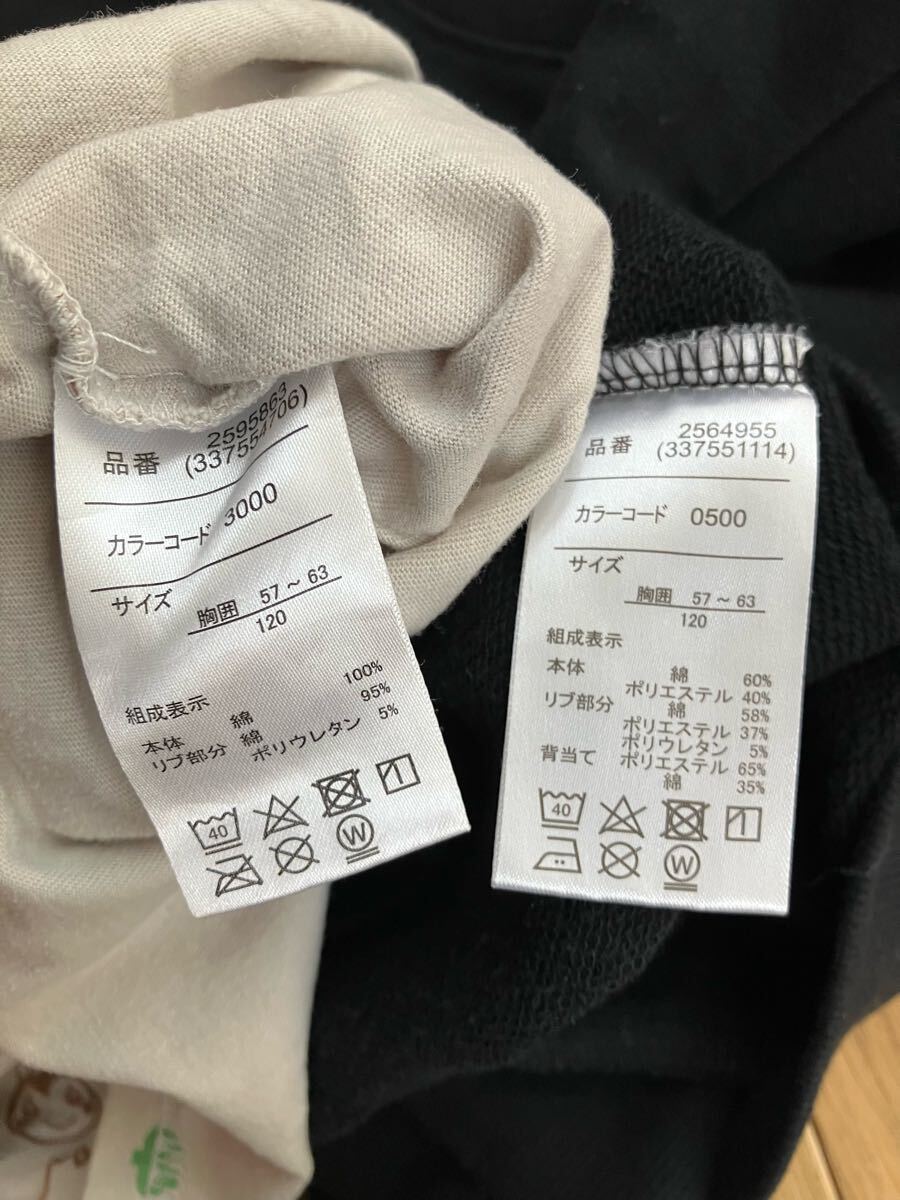 2595863
品番 (337554706)
カラーコード 3000
サイズ
胸囲 57~63
120
組成表示
本体 綿 100%
リブ部分 綿 95%
ポリウレタン 5%
40
W
2564955
品番 (337551114)
カラーコード 0500
サイズ
胸囲 57~63
120
組成表示
本体 綿 60%
ポリエステル 40%
リブ部分 綿 58%
ポリエステル 37%
ポリウレタン 5%
背当て ポリエステル 65%
綿 35%
40
W